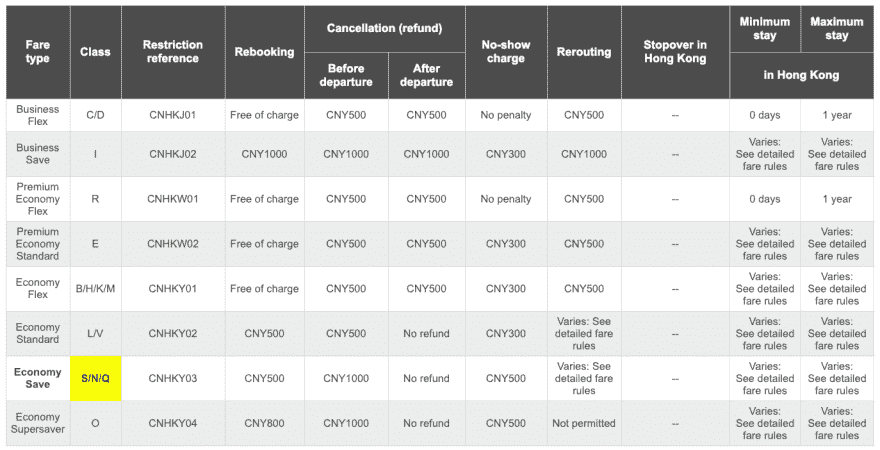 Fare type | Class | Restriction reference | Rebooking | Cancellation (refund) | No-show charge | Rerouting | Stopover in Hong Kong | Minimum stay | Maximum stay
Before departure | After departure | in Hong Kong
Business Flex | C/D | CNHKJ01 | Free of charge | CNY500 | CNY500 | No penalty | CNY500 | -- | 0 days | 1 year
Business Save | I | CNHKJ02 | CNY1000 | CNY1000 | CNY1000 | CNY300 | CNY1000 | -- | Varies: See detailed fare rules | Varies: See detailed fare rules
Premium Economy Flex | R | CNHKW01 | Free of charge | CNY500 | CNY500 | No penalty | CNY500 | -- | 0 days | 1 year
Premium Economy Standard | E | CNHKW02 | Free of charge | CNY500 | CNY500 | CNY300 | CNY500 | -- | Varies: See detailed fare rules | Varies: See detailed fare rules
Economy Flex | B/H/K/M | CNHKY01 | Free of charge | CNY500 | CNY500 | CNY300 | CNY500 | -- | Varies: See detailed fare rules | Varies: See detailed fare rules
Economy Standard | L/V | CNHKY02 | CNY500 | CNY500 | No refund | CNY300 | Varies: See detailed fare rules | -- | Varies: See detailed fare rules | Varies: See detailed fare rules
Economy Save | S/N/Q | CNHKY03 | CNY500 | CNY1000 | No refund | CNY500 | Varies: See detailed fare rules | -- | Varies: See detailed fare rules | Varies: See detailed fare rules
Economy Supersaver | O | CNHKY04 | CNY800 | CNY1000 | No refund | CNY500 | Not permitted | -- | Varies: See detailed fare rules | Varies: See detailed fare rules